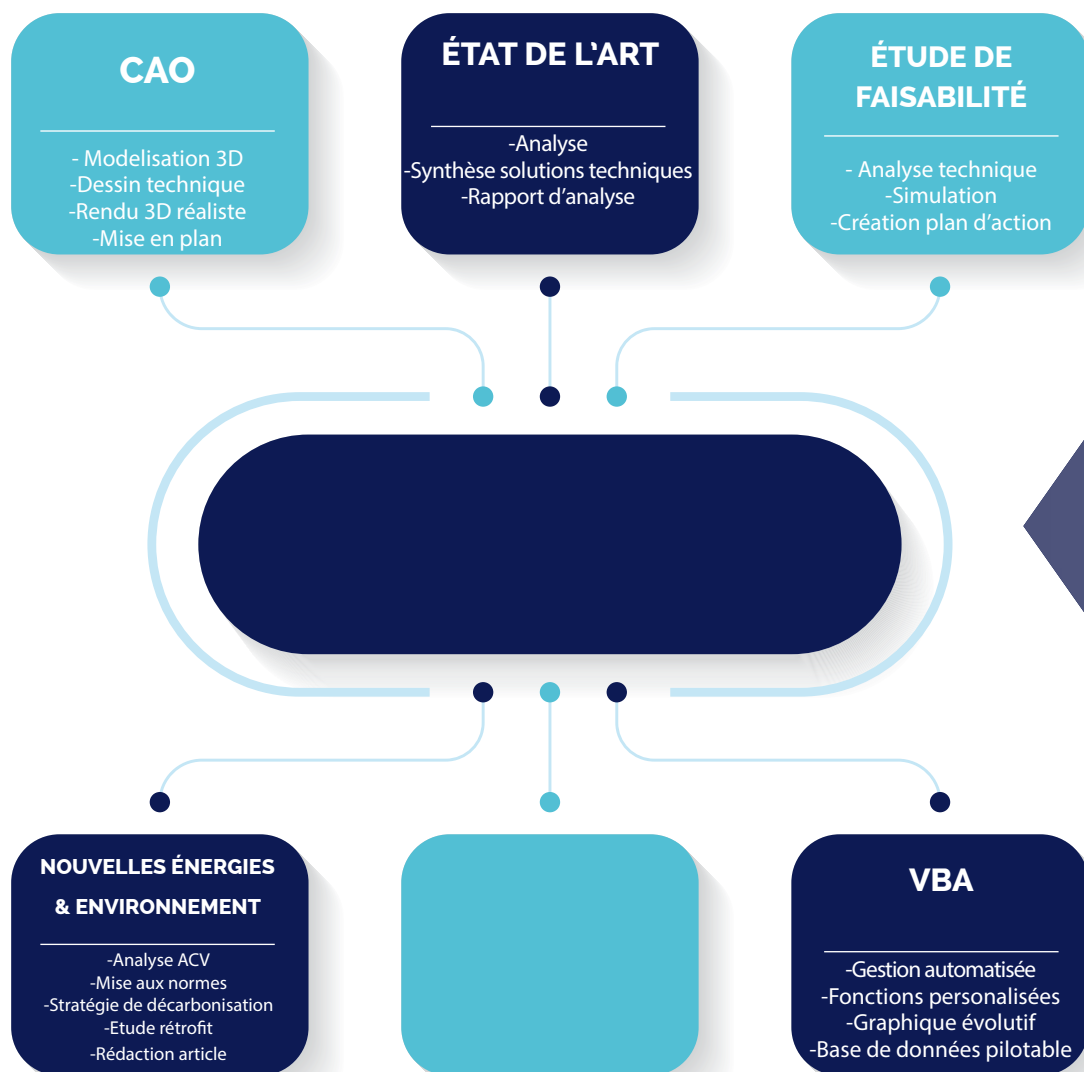 CAO
- Modelisation 3D
-Dessin technique
-Rendu 3D réaliste
-Mise en plan
ÉTAT DE L'ART
-Analyse
-Synthèse solutions techniques
-Rapport d'analyse
ÉTUDE DE
FAISABILITÉ
- Analyse technique
-Simulation
-Création plan d'action
NOUVELLES ÉNERGIES
& ENVIRONNEMENT
-Analyse ACV
-Mise aux normes
-Stratégie de décarbonisation
-Etude rétrofit
-Rédaction article
VBA
-Gestion automatisée
-Fonctions personalisées
-Graphique évolutif
-Base de données pilotable